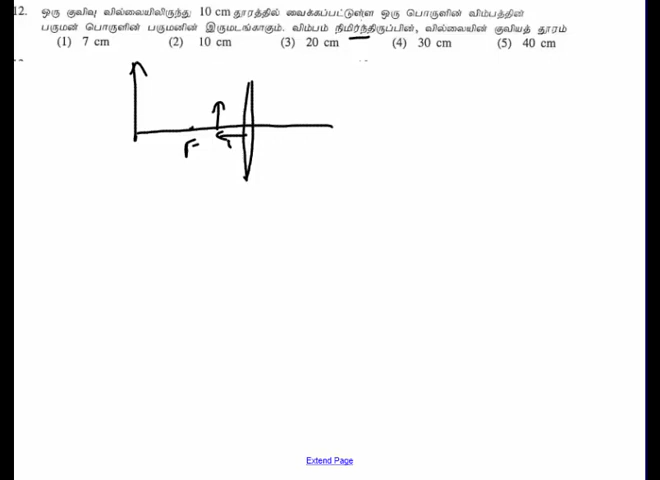 12. ஒரு குவிவு வில்லையிலிருந்து 10 cm தூரத்தில் வைக்கப்பட்டுள்ள ஒரு பொருளின் விம்பத்தின்
பருமன் பொருளின் பருமனின் இருமடங்காகும். விம்பம் நிமிர்ந்திருப்பின், வில்லையின் குவியத் தூரம்
(1) 7 cm (2) 10 cm (3) 20 cm (4) 30 cm (5) 40 cm
F
Extend Page